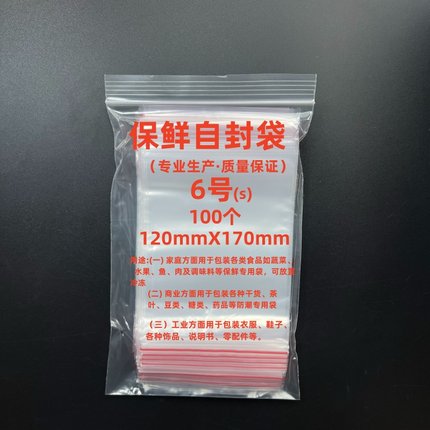 保鲜自封袋
（专业生产·质量保证）
6号(s)
100个
120mmX170mm
用途:(一) 家庭方面用于包装各类食品如蔬菜、
水果、鱼、肉及调味料等保鲜专用袋，可放置
冷冻
(二) 商业方面用于包装各种干货、茶
叶、豆类、糖类、药品等防潮专用袋
（三）工业方面用于包装衣服、鞋子、
各种饰品、说明书、零配件等。